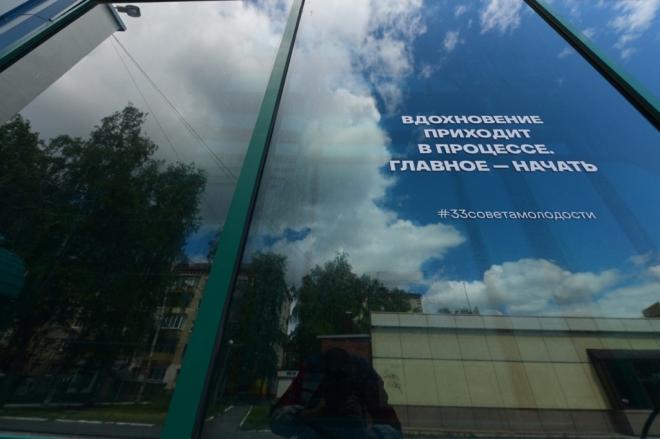 ВДОХНОВЕНИЕ
ПРИХОДИТ
В ПРОЦЕССЕ.
ГЛАВНОЕ — НАЧАТЬ
#33советамолодости